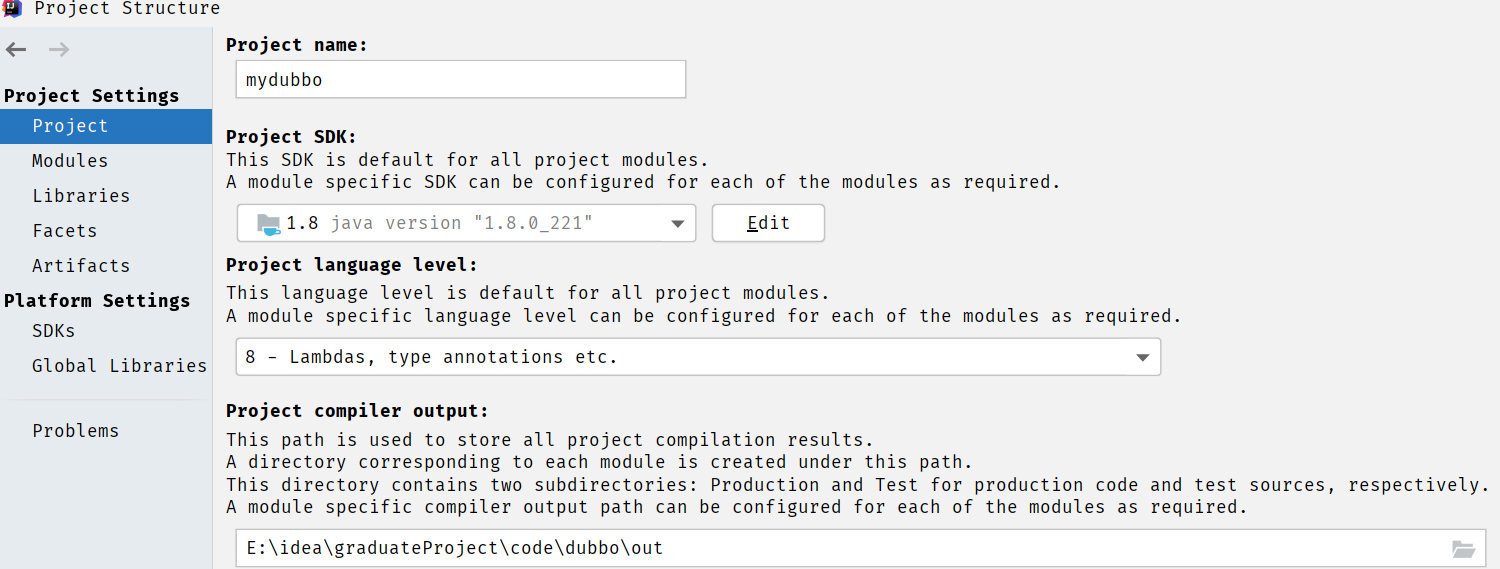 Project Structure
Project Settings
Project
Modules
Libraries
Facets
Artifacts
Platform Settings
SDKs
Global Libraries
Problems
Project name:
mydubbo
Project SDK:
This SDK is default for all project modules.
A module specific SDK can be configured for each of the modules as required.
1.8 java version "1.8.0_221"
Edit
Project language level:
This language level is default for all project modules.
A module specific language level can be configured for each of the modules as required.
8 - Lambdas, type annotations etc.
Project compiler output:
This path is used to store all project compilation results.
A directory corresponding to each module is created under this path.
This directory contains two subdirectories: Production and Test for production code and test sources, respectively.
A module specific compiler output path can be configured for each of the modules as required.
E:\idea\graduateProject\code\dubbo\out